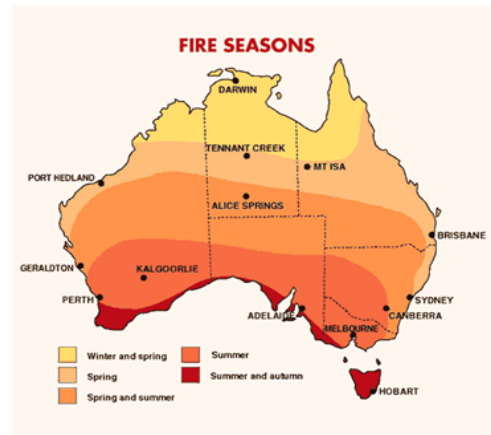 FIRE SEASONS
DARWIN
TENNANT CREEK
MT ISA
PORT HEDLAND
ALICE SPRINGS
BRISBANE
GERALDTON
KALGOORLIE
PERTH
SYDNEY
ADELAIDE
CANBERRA
MELBOURNE
HOBART
Winter and spring
Spring
Spring and summer
Summer
Summer and autumn